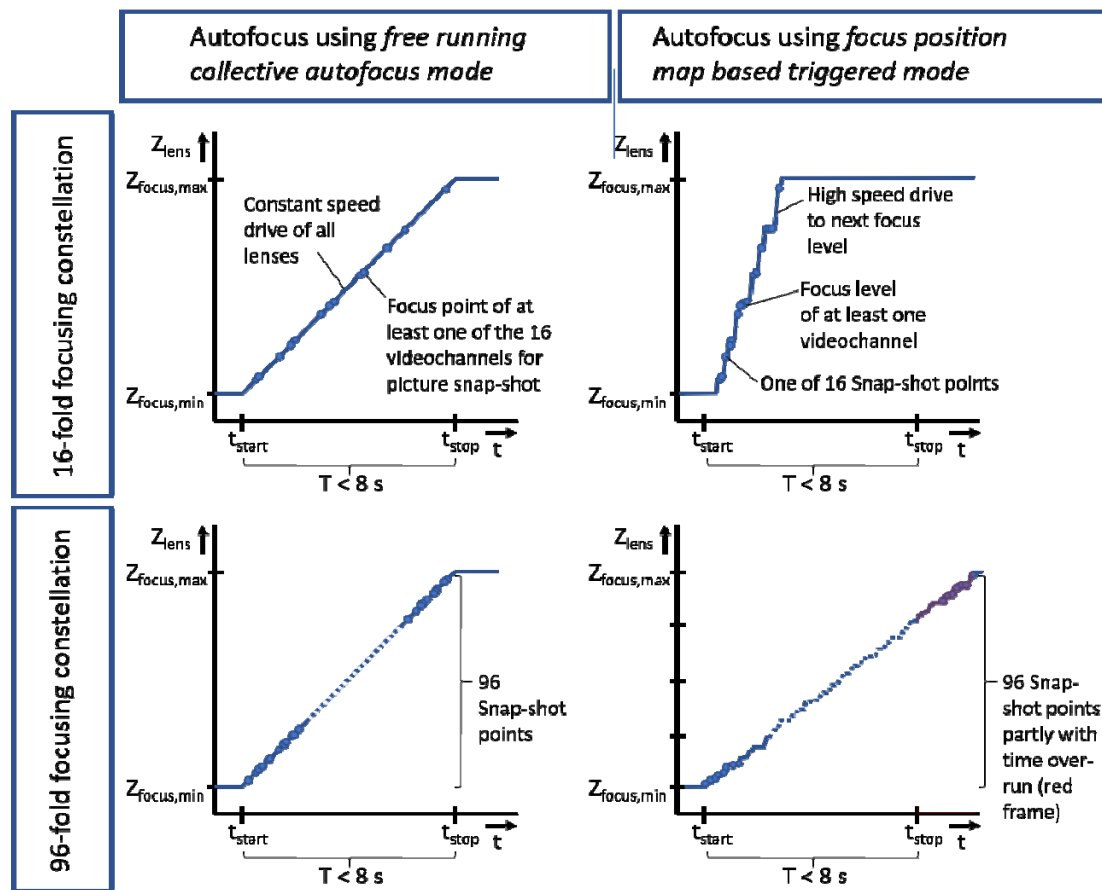 Autofocus using free running
collective autofocus mode
Autofocus using focus position
map based triggered mode
16-fold focusing constellation
Zlens
Zfocus,max
Constant speed
drive of all
lenses
Focus point of at
least one of the 16
videochannels for
picture snap-shot
Zfocus,min
tstart
tstop
t
T < 8 s
Zlens
Zfocus,max
High speed drive
to next focus
level
Focus level
of at least one
videochannel
One of 16 Snap-shot points
Zfocus,min
tstart
tstop
t
T < 8 s
96-fold focusing constellation
Zlens
Zfocus,max
96
Snap-shot
points
Zfocus,min
tstart
tstop
t
T < 8 s
Zlens
Zfocus,max
96 Snap-
shot points
partly with
time over-
run (red
frame)
Zfocus,min
tstart
tstop
t
T < 8 s